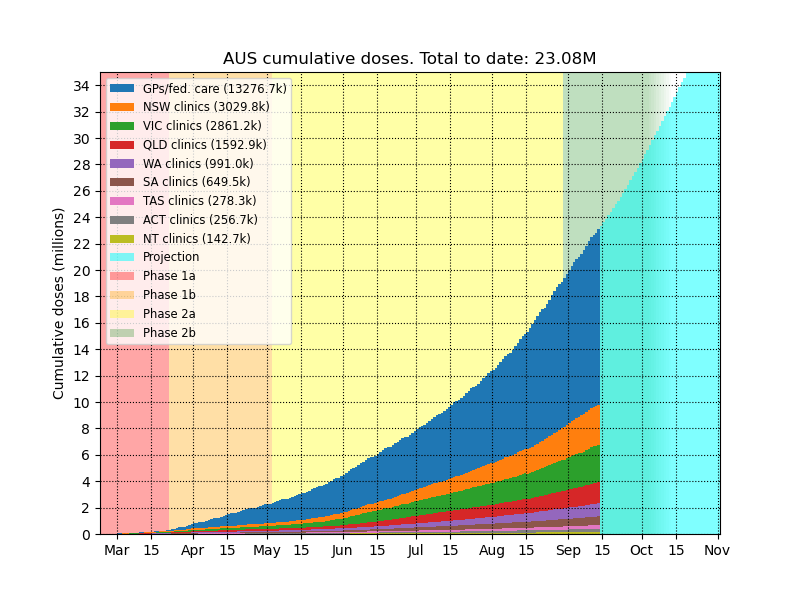 AUS cumulative doses. Total to date: 23.08M
Cumulative doses (millions)
34
32
30
28
26
24
22
20
18
16
14
12
10
8
6
4
2
0
GPs/fed. care (13276.7k)
NSW clinics (3029.8k)
VIC clinics (2861.2k)
QLD clinics (1592.9k)
WA clinics (991.0k)
SA clinics (649.5k)
TAS clinics (278.3k)
ACT clinics (256.7k)
NT clinics (142.7k)
Projection
Phase 1a
Phase 1b
Phase 2a
Phase 2b
Mar 15 Apr 15 May 15 Jun 15 Jul 15 Aug 15 Sep 15 Oct 15 Nov